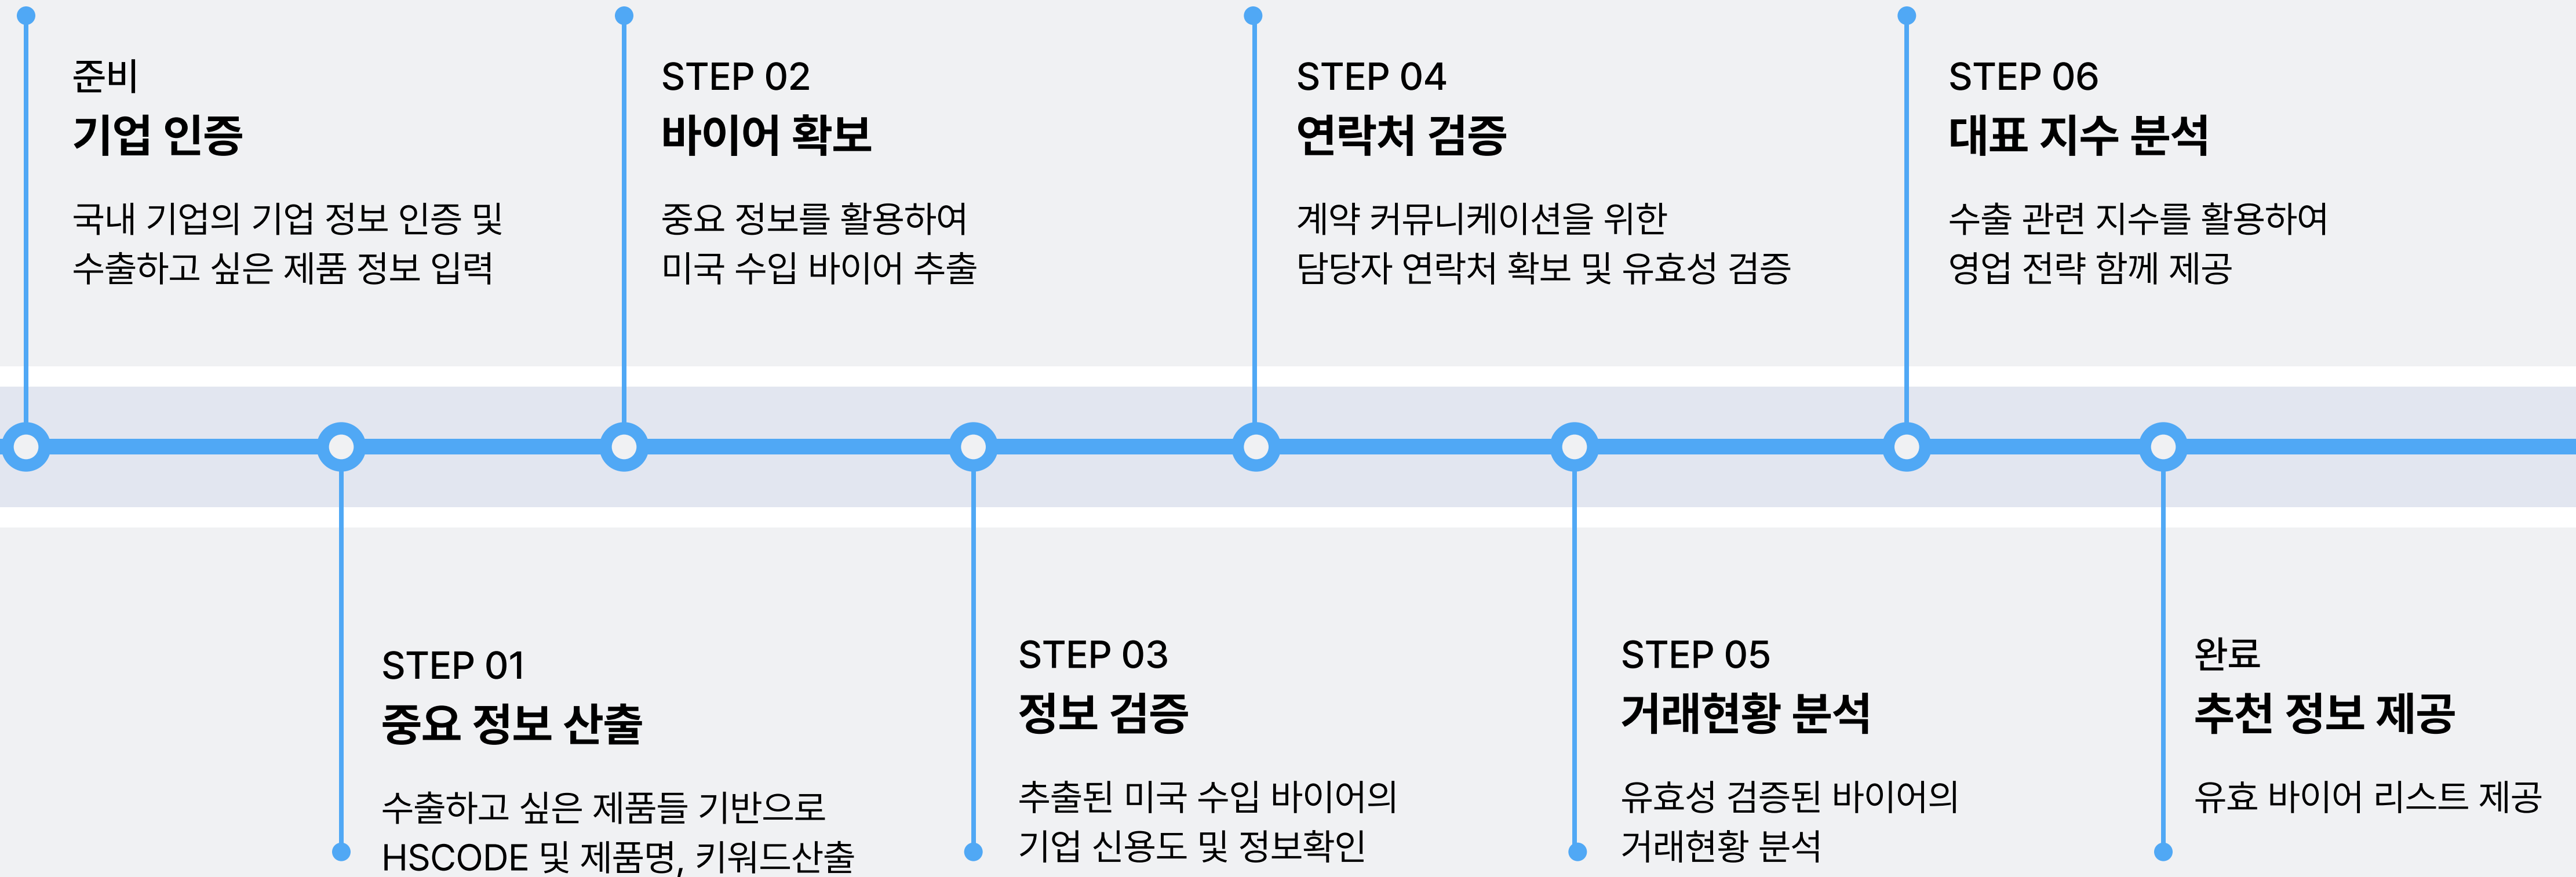 준비
기업 인증
국내 기업의 기업 정보 인증 및
수출하고 싶은 제품 정보 입력
STEP 01
중요 정보 산출
수출하고 싶은 제품들 기반으로
HSCODE 및 제품명, 키워드산출
STEP 02
바이어 확보
중요 정보를 활용하여
미국 수입 바이어 추출
STEP 03
정보 검증
추출된 미국 수입 바이어의
기업 신용도 및 정보확인
STEP 04
연락처 검증
계약 커뮤니케이션을 위한
담당자 연락처 확보 및 유효성 검증
STEP 05
거래현황 분석
유효성 검증된 바이어의
거래현황 분석
STEP 06
대표 지수 분석
수출 관련 지수를 활용하여
영업 전략 함께 제공
완료
추천 정보 제공
유효 바이어 리스트 제공